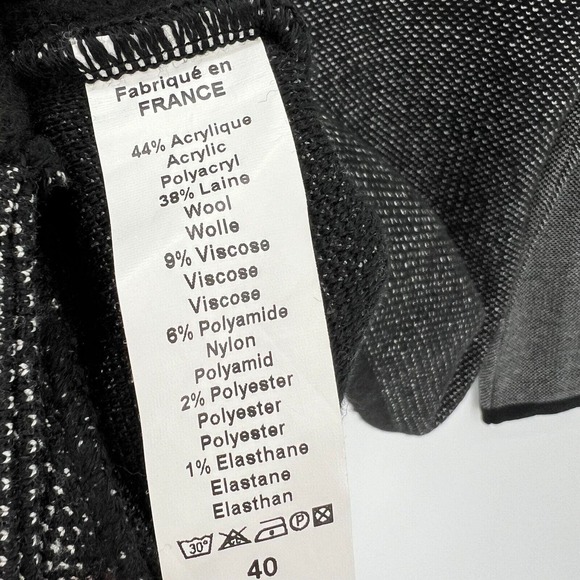 Fabriqué en
FRANCE
44% Acrylique
Acrylic
Polyacryl
38% Laine
Wool
Wolle
9% Viscose
Viscose
Viscose
6% Polyamide
Nylon
Polyamid
2% Polyester
Polyester
Polyester
1% Elasthane
Elastane
Elasthan
30° CL P
40